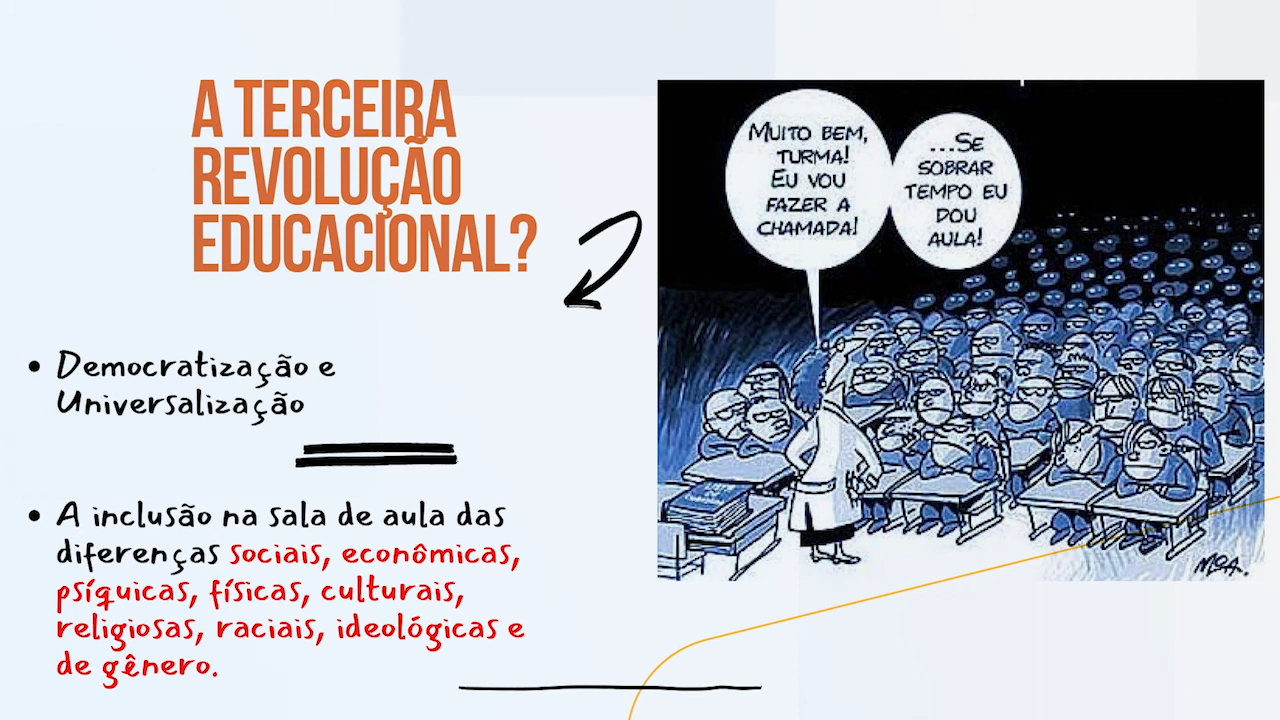 A TERCEIRA
REVOLUÇÃO
EDUCACIONAL?
• Democratização e
Universalização
• A inclusão na sala de aula das
diferenças sociais, econômicas,
psíquicas, físicas, culturais,
religiosas, raciais, ideológicas e
de gênero.
MUITO BEM,
TURMA!
EU VOU
FAZER A
CHAMADA!
...SE
SOBRAR
TEMPO EU
DOU
AULA!
MOA.